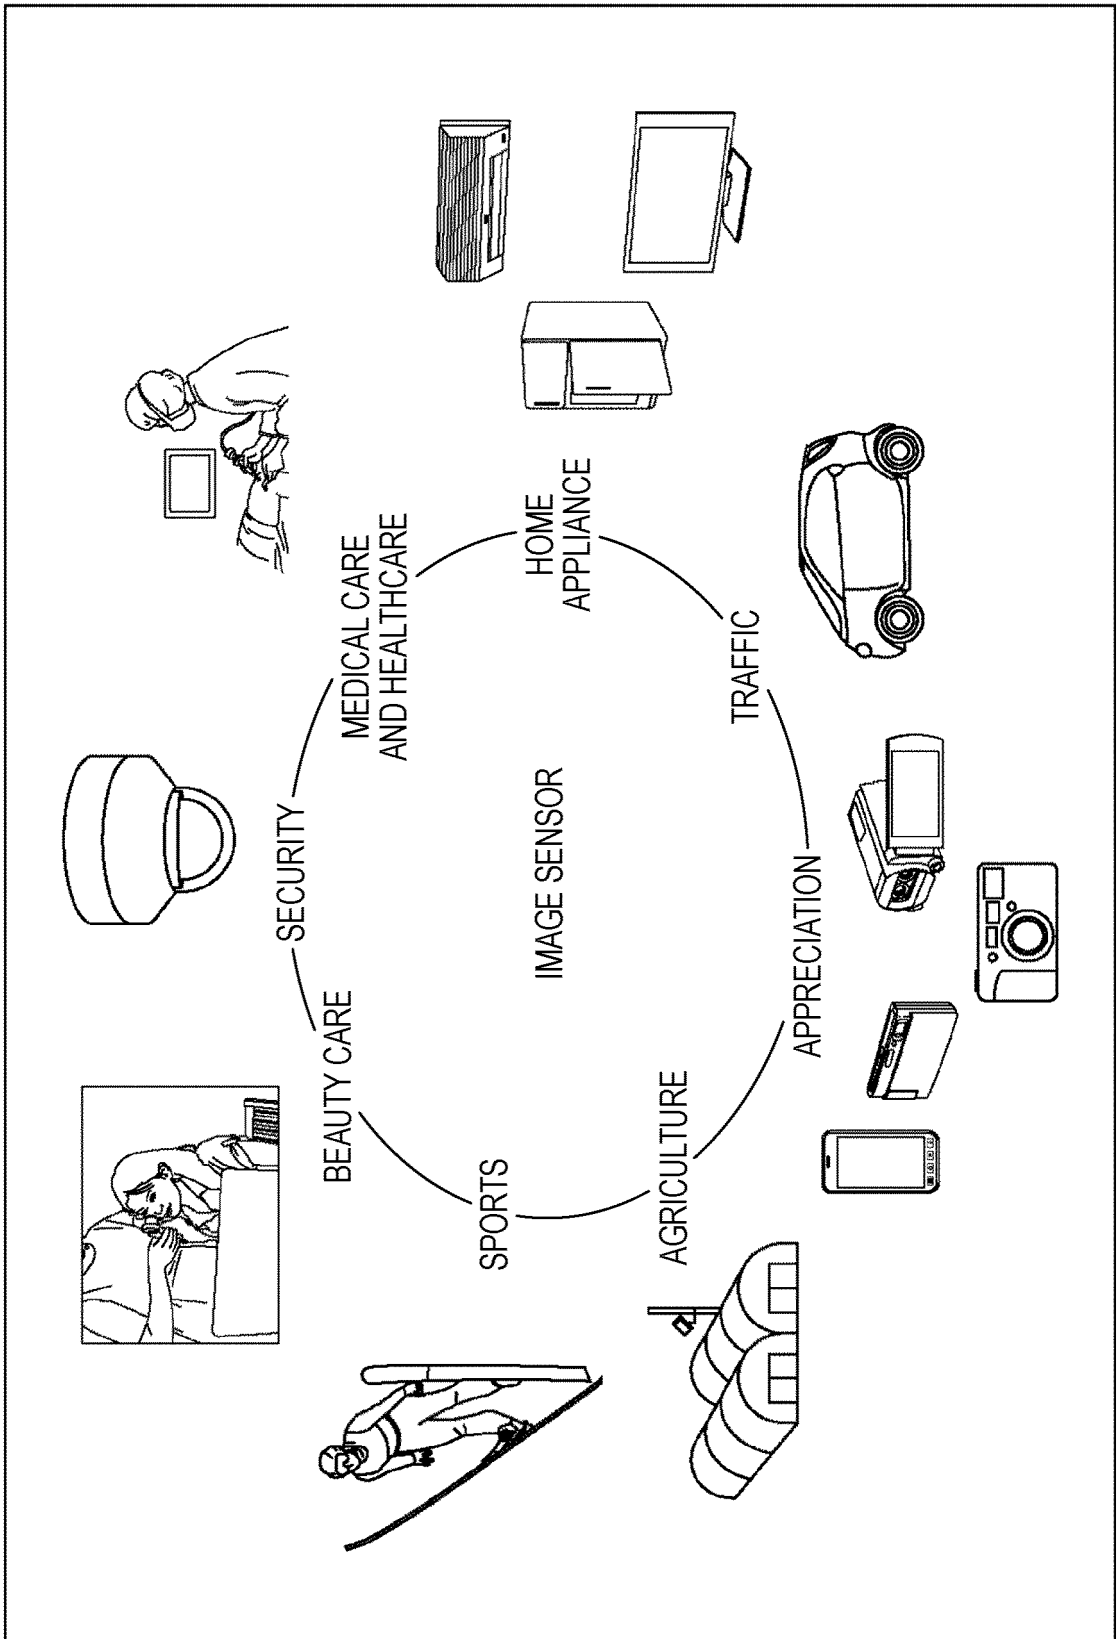 SECURITY
BEAUTY CARE
MEDICAL CARE
AND HEALTHCARE
SPORTS
IMAGE SENSOR
HOME
APPLIANCE
AGRICULTURE
TRAFFIC
APPRECIATION